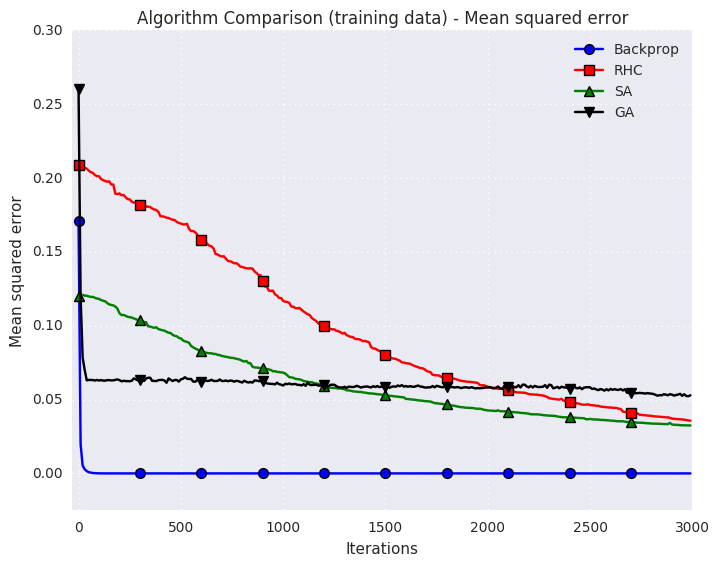 Algorithm Comparison (training data) - Mean squared error
0.30
0.25
0.20
0.15
0.10
0.05
0.00
Mean squared error
Backprop
RHC
SA
GA
0
500
1000
1500
2000
2500
3000
Iterations